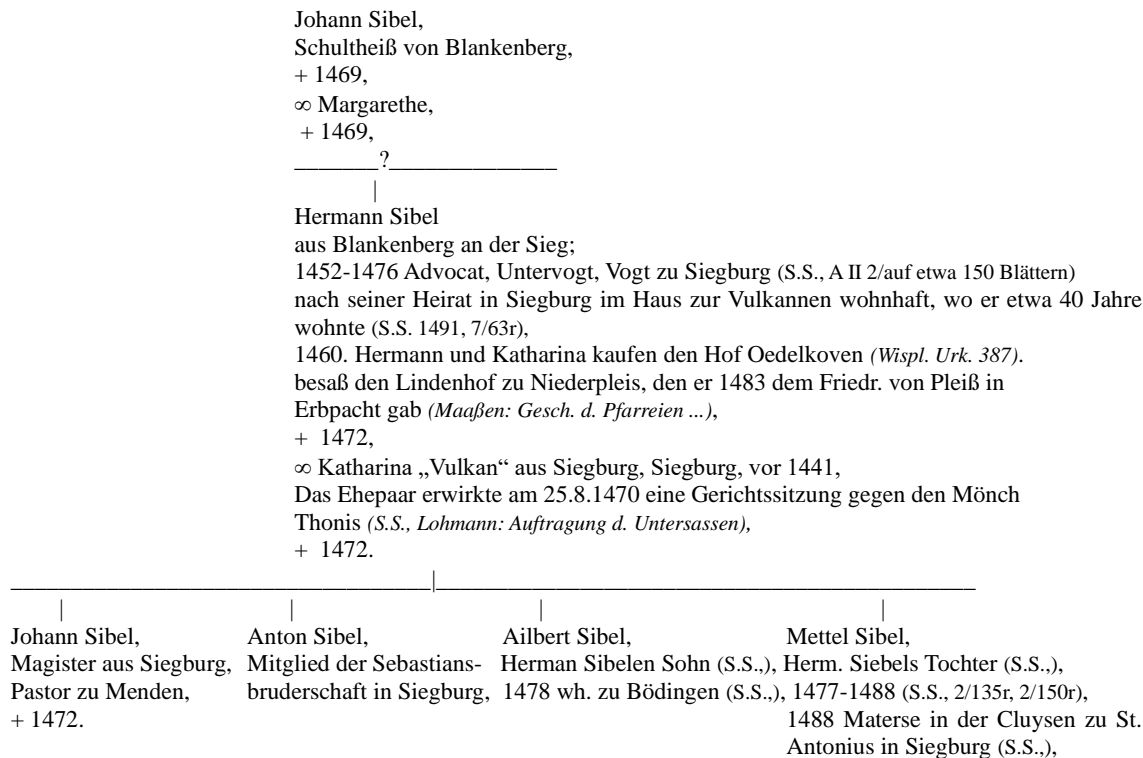 Johann Sibel,
Schultheiß von Blankenberg,
+ 1469,
∞ Margarethe,
+ 1469,
_______?______________
|
Hermann Sibel
aus Blankenberg an der Sieg;
1452-1476 Advocat, Untervogt, Vogt zu Siegburg (S.S., A II 2/auf etwa 150 Blättern)
nach seiner Heirat in Siegburg im Haus zur Vulkannen wohnhaft, wo er etwa 40 Jahre
wohnte (S.S. 1491, 7/63r),
1460. Hermann und Katharina kaufen den Hof Oedelkoven (Wispl. Urk. 387).
besaß den Lindenhof zu Niederpleis, den er 1483 dem Friedr. von Pleiß in
Erbpacht gab (Maaßen: Gesch. d. Pfarreien ...),
+ 1472,
∞ Katharina „Vulkan“ aus Siegburg, Siegburg, vor 1441,
Das Ehepaar erwirkte am 25.8.1470 eine Gerichtssitzung gegen den Mönch
Thonis (S.S., Lohmann: Auftragung d. Untersassen),
+ 1472.
___________________________________|_____________________________________________
| | | |
Johann Sibel, Anton Sibel, Ailbert Sibel, Mettel Sibel,
Magister aus Siegburg, Mitglied der Sebastians- Herman Sibelen Sohn (S.S.,), Herm. Siebels Tochter (S.S.,),
Pastor zu Menden, bruderschaft in Siegburg, 1478 wh. zu Bödingen (S.S.,), 1477-1488 (S.S., 2/135r, 2/150r),
+ 1472. 1488 Materse in der Cluysen zu St.
Antonius in Siegburg (S.S.,),